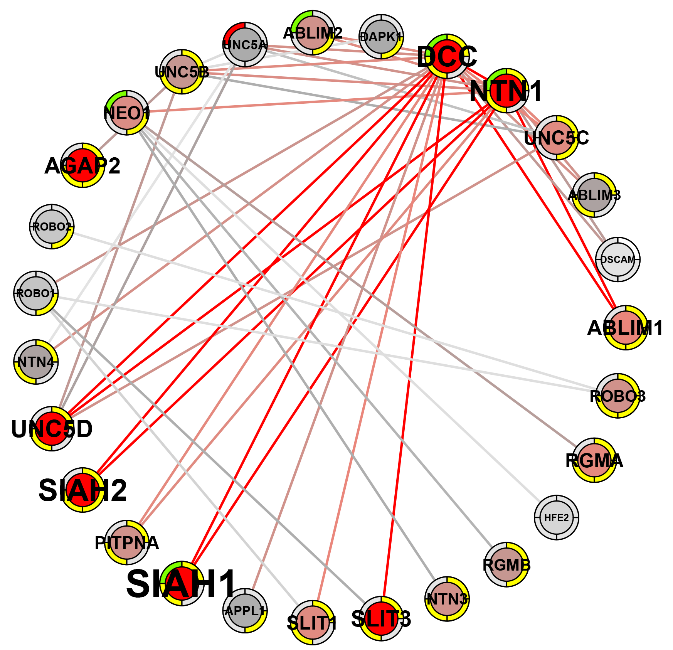 ABLIM2
DAPK1
UNC5A
DCC
UNC5B
NTN1
NEO1
UNC5C
AGAP2
ABLIM3
ROBO2
DSCAM
ROBO1
ABLIM1
NTN4
ROBO3
UNC5D
RGMA
SIAH2
HFE2
PITPNA
RGMB
SIAH1
NTN3
APPL1
SLIT3
SLIT1